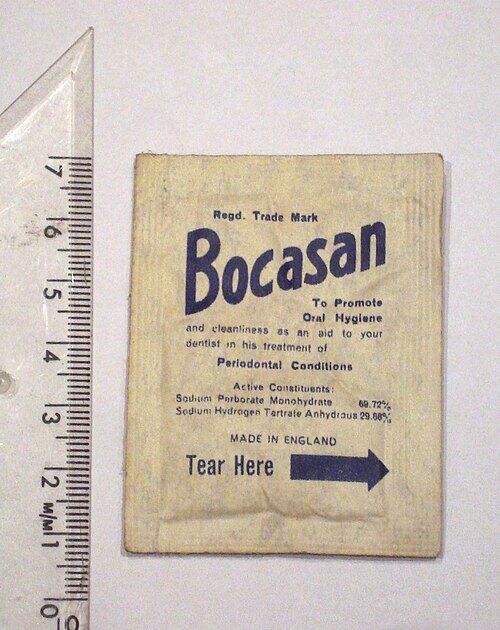 Regd. Trade Mark
Bocasan
To Promote
Oral Hygiene
and cleanliness as an aid to your
dentist in his treatment of
Periodontal Conditions
Active Constituents:
Sodium Perborate Monohydrate 69.72%
Sodium Hydrogen Tartrate Anhydrous 29.88%
MADE IN ENGLAND
Tear Here
7
6
5
4
3
2
M/M 1
0